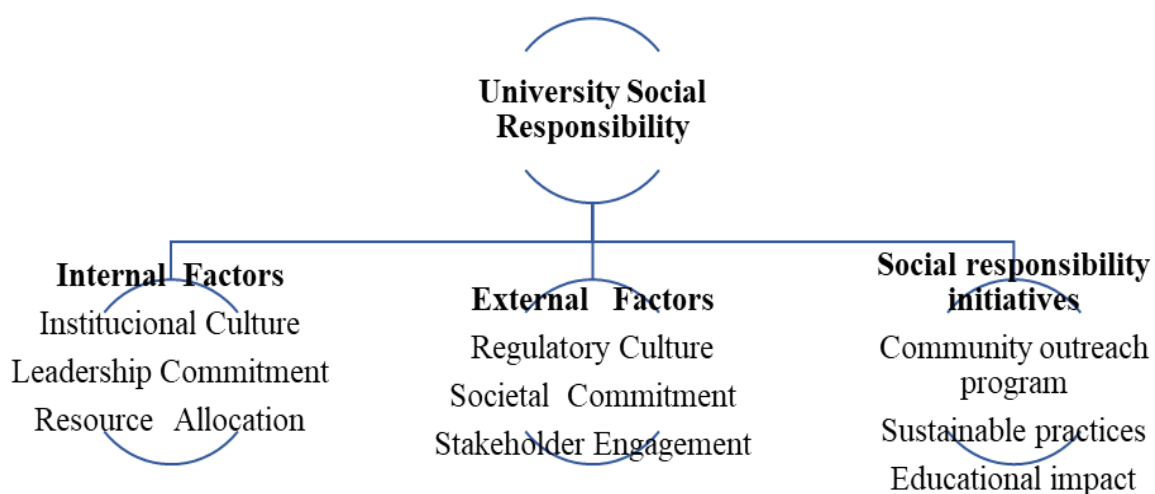 University Social
Responsibility
Internal Factors
Institucional Culture
Leadership Commitment
Resource Allocation
External Factors
Regulatory Culture
Societal Commitment
Stakeholder Engagement
Social responsibility
initiatives
Community outreach
program
Sustainable practices
Educational impact